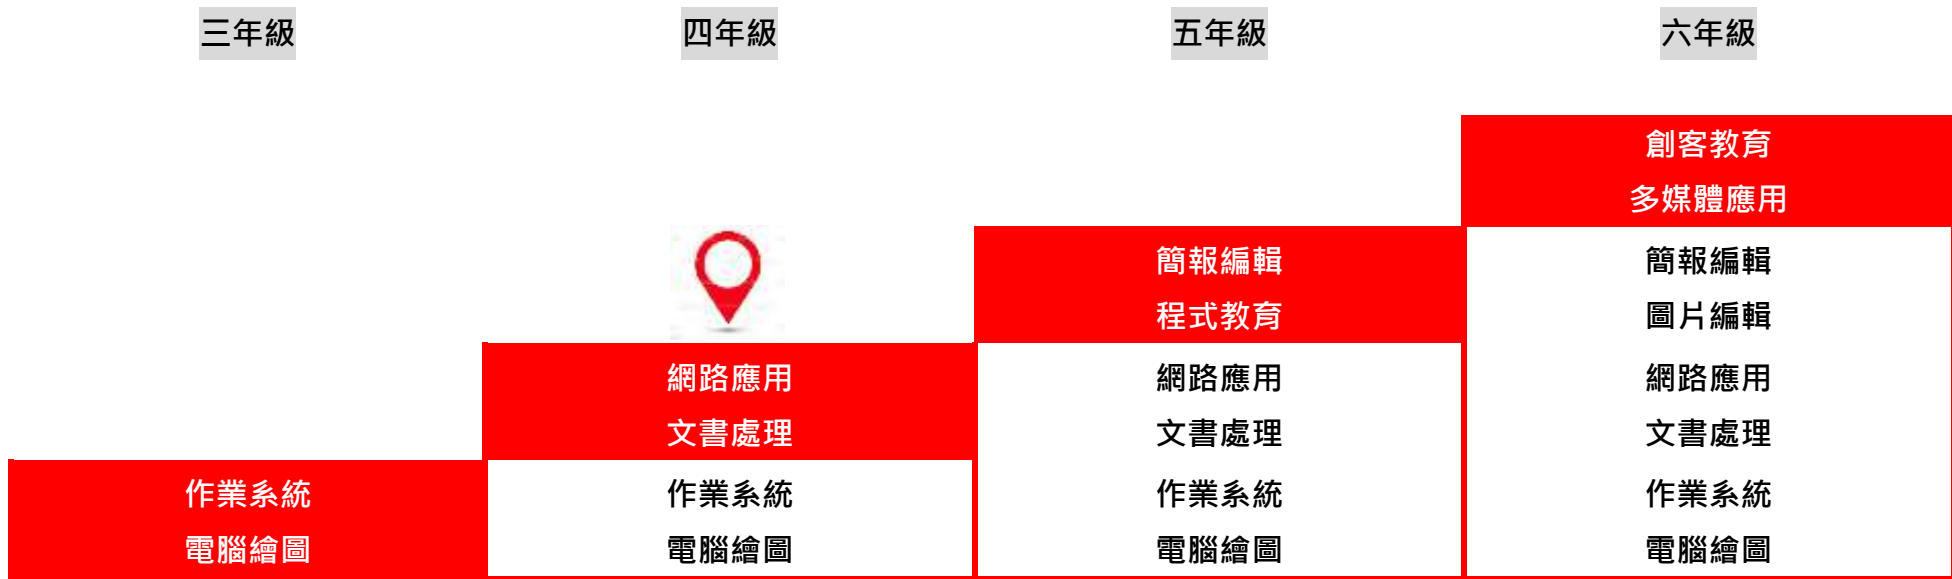 三年級 四年級 五年級 六年級
創客教育
多媒體應用
簡報編輯 簡報編輯
程式教育 圖片編輯
網路應用 網路應用 網路應用
文書處理 文書處理 文書處理
作業系統 作業系統 作業系統 作業系統
電腦繪圖 電腦繪圖 電腦繪圖 電腦繪圖